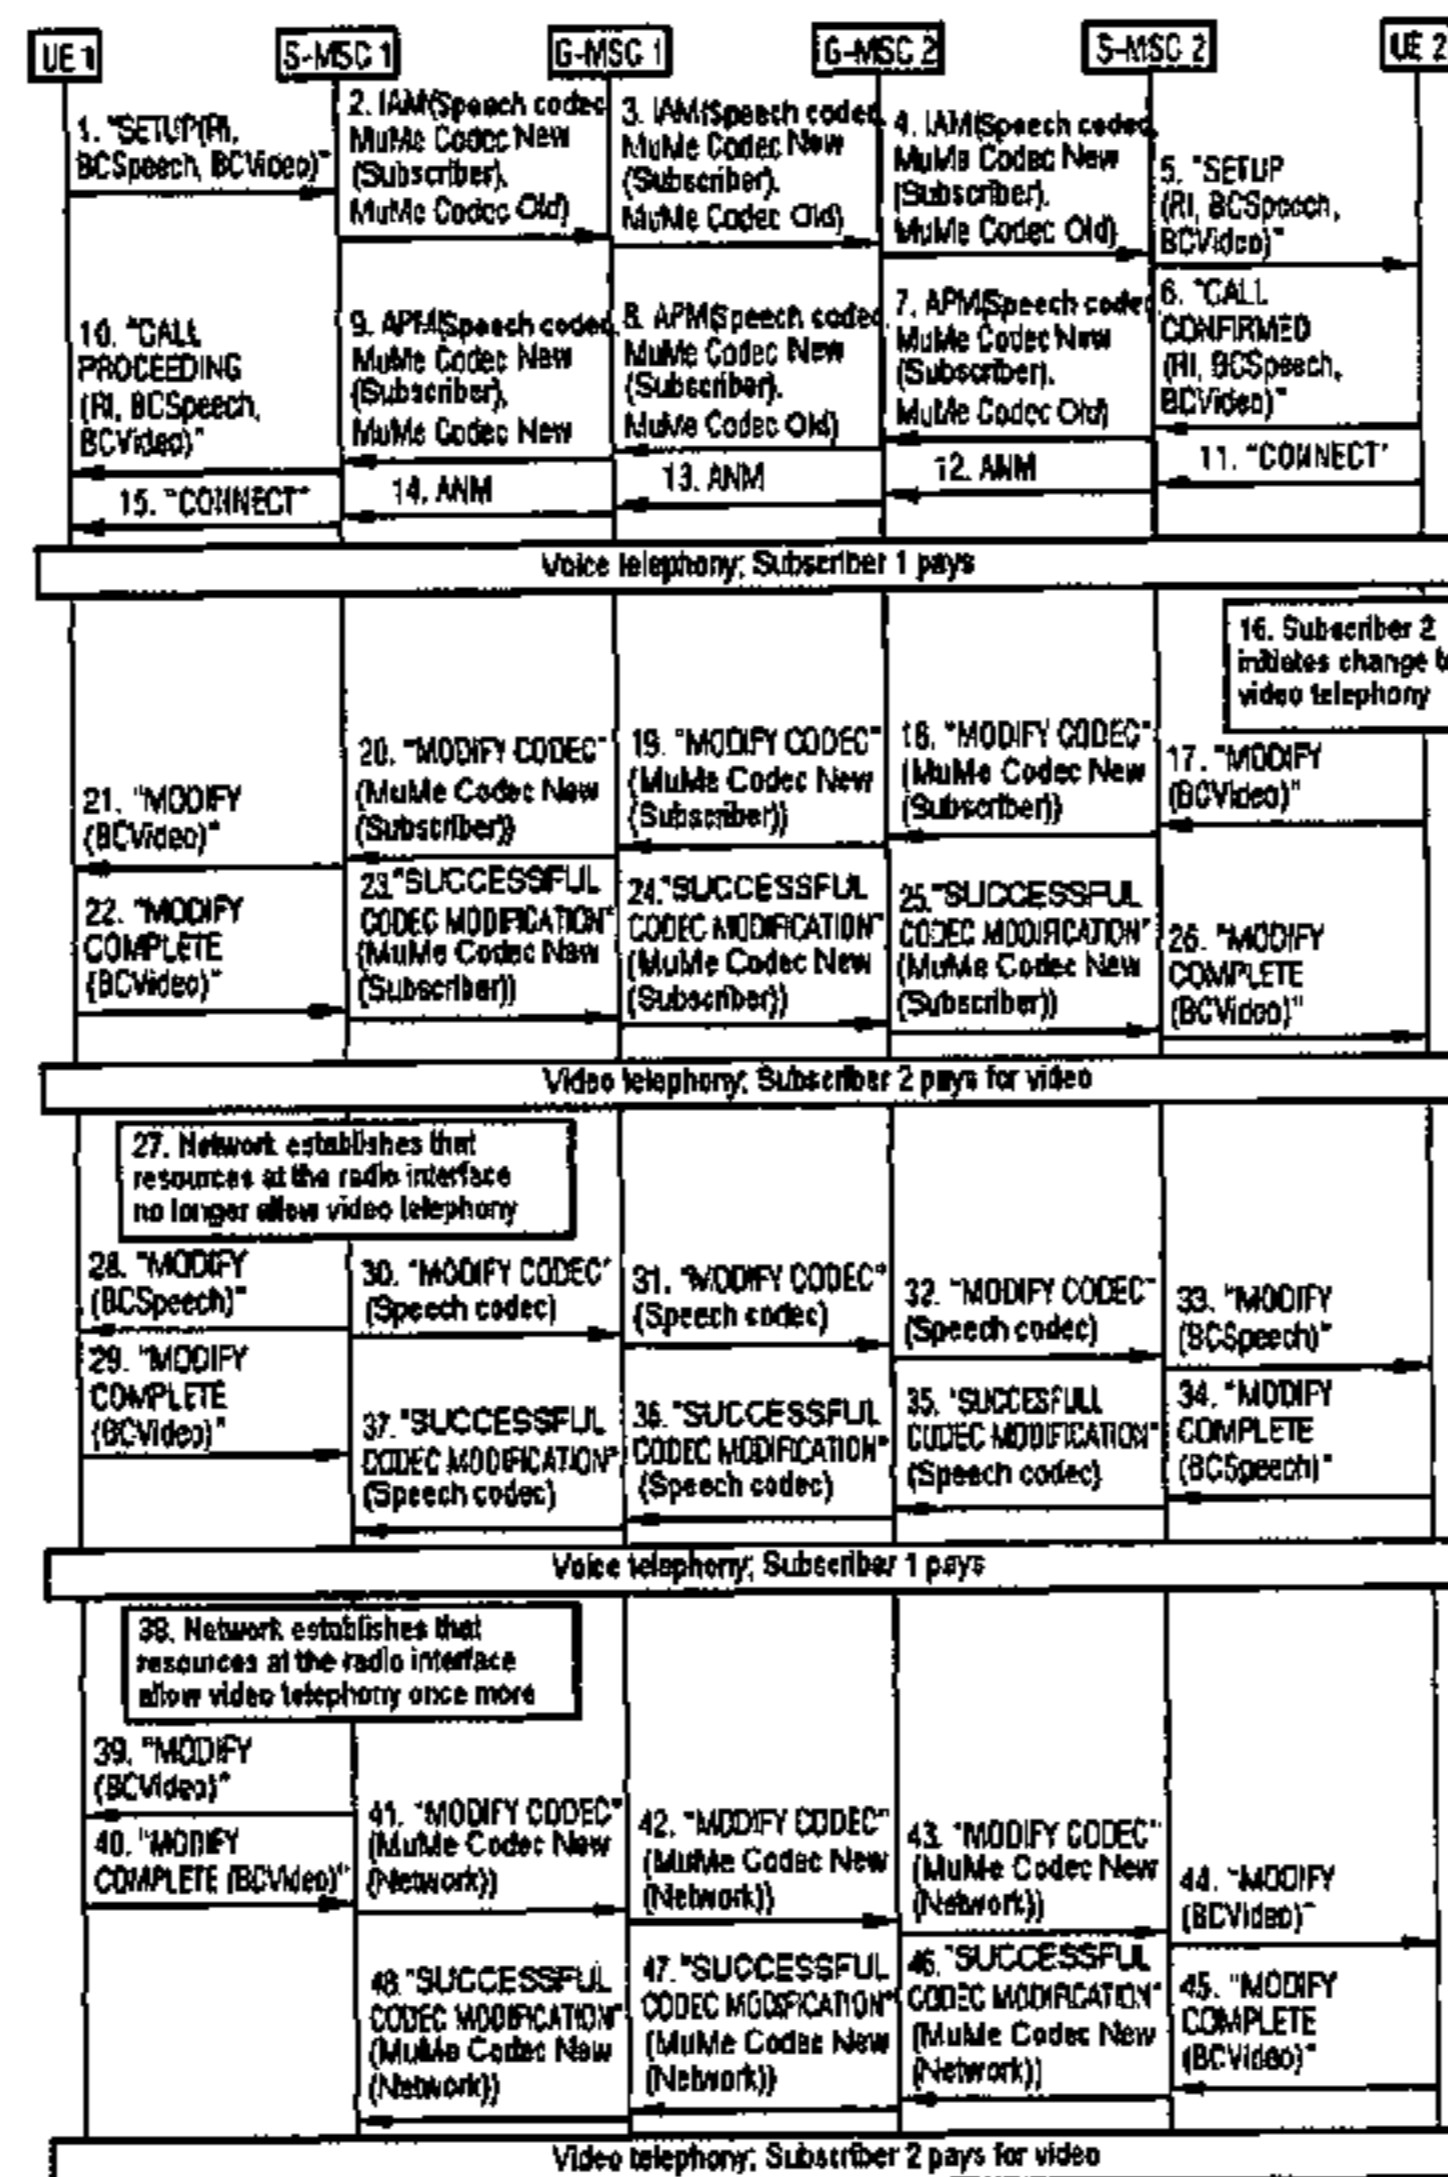 UE 1
S-MSC 1
G-MSC 1
G-MSC 2
S-MSC 2
UE 2
1. "SETUP(RI,
BCSpeech, BCVideo)"
2. IAM(Speech codec
MuMe Codec New
(Subscriber),
MuMe Codec Old)
3. IAM(Speech codec,
MuMe Codec New
(Subscriber).
MuMe Codec Old)
4. IAM(Speech codec,
MuMe Codec New
(Subscriber).
MuMe Codec Old)
5. "SETUP
(RI, BCSpeech,
BCVideo)"
6. "CALL
CONFIRMED
(RI, BCSpeech,
BCVideo)"
7. APM(Speech codec
MuMe Codec New
(Subscriber).
MuMe Codec Old)
8. APM(Speech codec,
MuMe Codec New
(Subscriber).
MuMe Codec Old)
9. APM(Speech codec,
MuMe Codec New
(Subscriber),
MuMe Codec New
10. "CALL
PROCEEDING
(RI, BCSpeech,
BCVideo)"
11. "CONNECT"
12. ANM
13. ANM
14. ANM
15. "CONNECT"
Voice telephony; Subscriber 1 pays
16. Subscriber 2
initiates change
video telephony
17. "MODIFY
(BCVideo)"
18. "MODIFY CODEC"
(MuMe Codec New
(Subscriber))
19. "MODIFY CODEC"
(MuMe Codec New
(Subscriber))
20. "MODIFY CODEC"
(MuMe Codec New
(Subscriber))
21. "MODIFY
(BCVideo)"
22. "MODIFY
COMPLETE
(BCVideo)"
23."SUCCESSFUL
CODEC MODIFICATION"
(MuMe Codec New
(Subscriber))
24."SUCCESSFUL
CODEC MODIFICATION"
(MuMe Codec New
(Subscriber))
25."SUCCESSFUL
CODEC MODIFICATION"
(MuMe Codec New
(Subscriber))
26. "MODIFY
COMPLETE
(BCVideo)"
Video telephony; Subscriber 2 pays for video
27. Network establishes that
resources at the radio interface
no longer allow video telephony
28. "MODIFY
(BCSpeech)"
29. "MODIFY
COMPLETE
(BCVideo)"
30. "MODIFY CODEC"
(Speech codec)
31. "MODIFY CODEC"
(Speech codec)
32. "MODIFY CODEC"
(Speech codec)
33. "MODIFY
(BCSpeech)"
34. "MODIFY
COMPLETE
(BCSpeech)"
35. "SUCCESFULL
CODEC MODIFICATION"
(Speech codec)
36."SUCCESSFUL
CODEC MODIFICATION"
(Speech codec)
37."SUCCESSFUL
CODEC MODIFICATION"
(Speech codec)
Voice telephony; Subscriber 1 pays
38. Network establishes that
resources at the radio interface
allow video telephony once more
39. "MODIFY
(BCVideo)"
40. "MODIFY
COMPLETE (BCVideo)"
41. "MODIFY CODEC"
(MuMe Codec New
(Network))
42. "MODIFY CODEC"
(MuMe Codec New
(Network))
43. "MODIFY CODEC"
(MuMe Codec New
(Network))
44. "MODIFY
(BCVideo)"
45. "MODIFY
COMPLETE
(BCVideo)"
46."SUCCESSFUL
CODEC MODIFICATION"
(MuMe Codec New
(Network))
47."SUCCESSFUL
CODEC MODIFICATION"
(MuMe Codec New
(Network))
48."SUCCESSFUL
CODEC MODIFICATION"
(MuMe Codec New
(Network))
Video telephony; Subscriber 2 pays for video